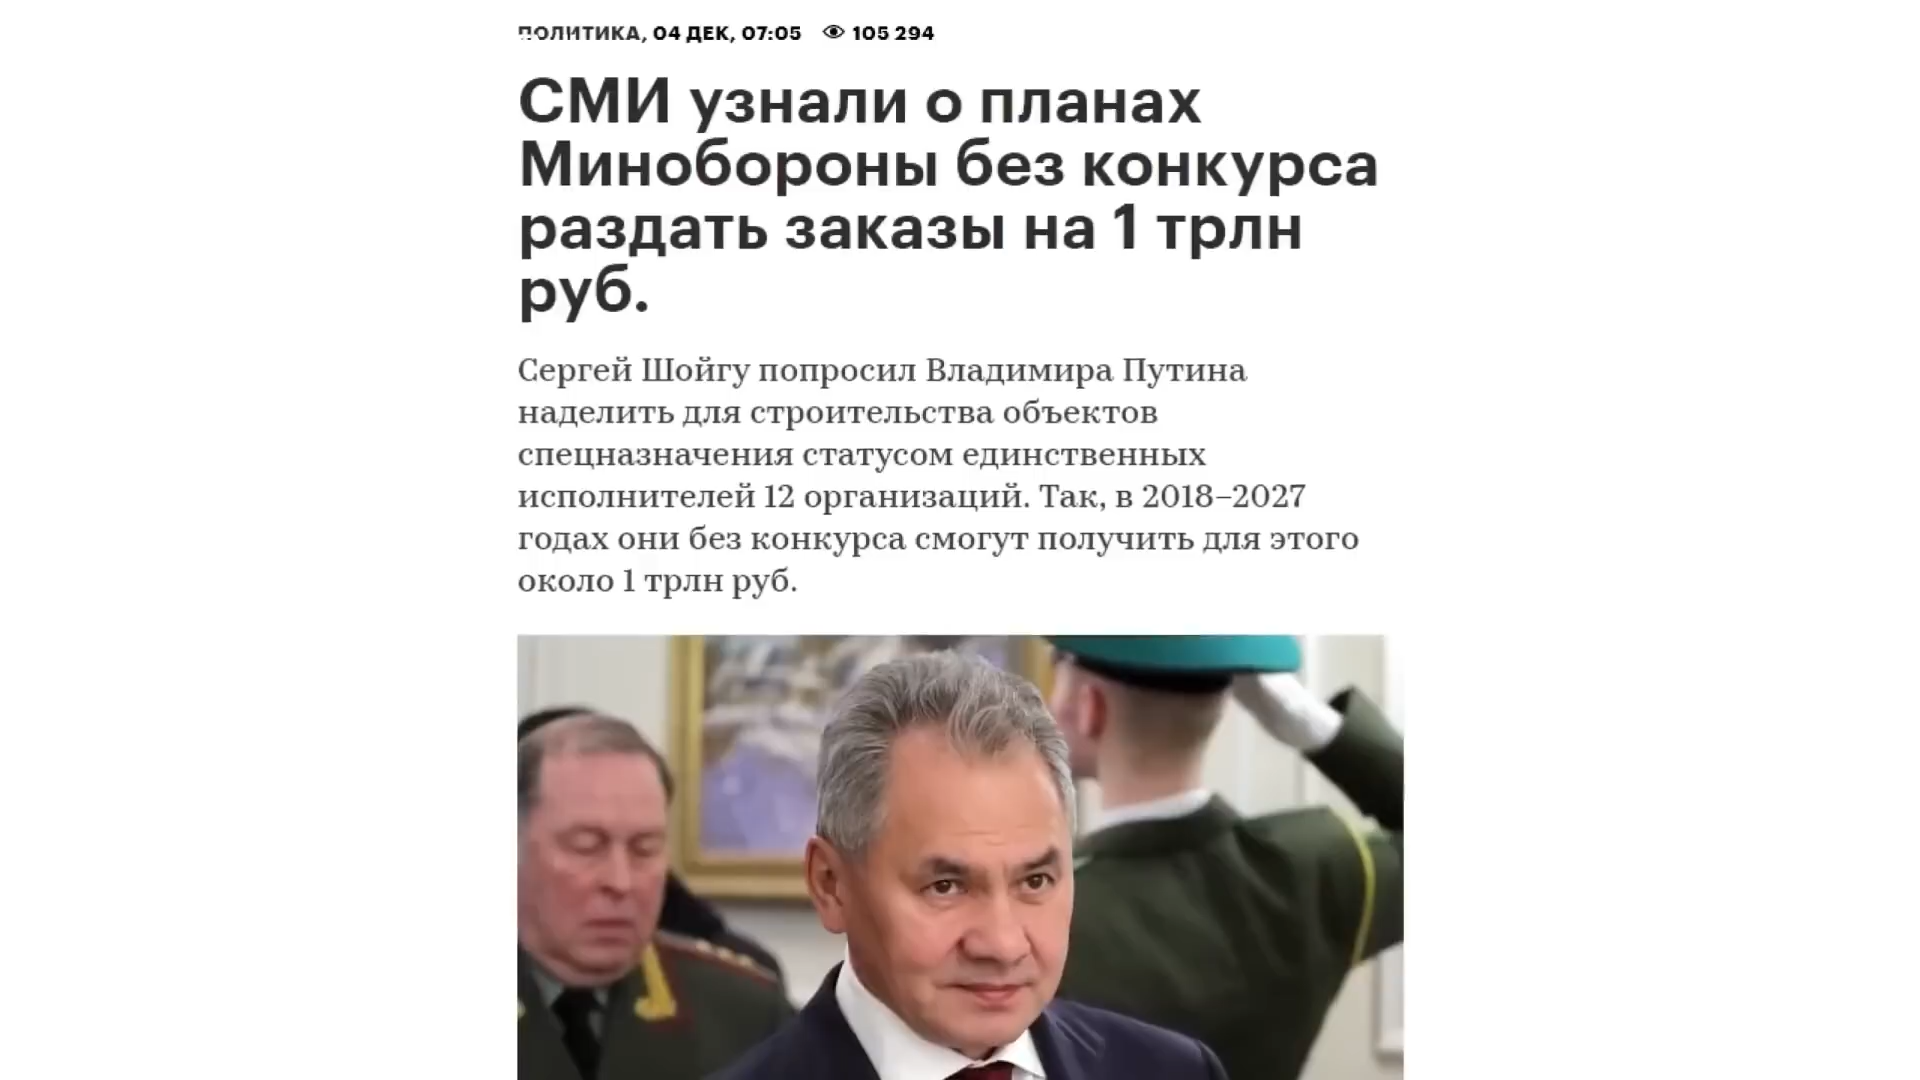 ПОЛИТИКА, 04 ДЕК, 07:05 105 294
СМИ узнали о планах
Минобороны без конкурса
раздать заказы на 1 трлн
руб.
Сергей Шойгу попросил Владимира Путина
наделить для строительства объектов
спецназначения статусом единственных
исполнителей 12 организаций. Так, в 2018–2027
годах они без конкурса смогут получить для этого
около 1 трлн руб.